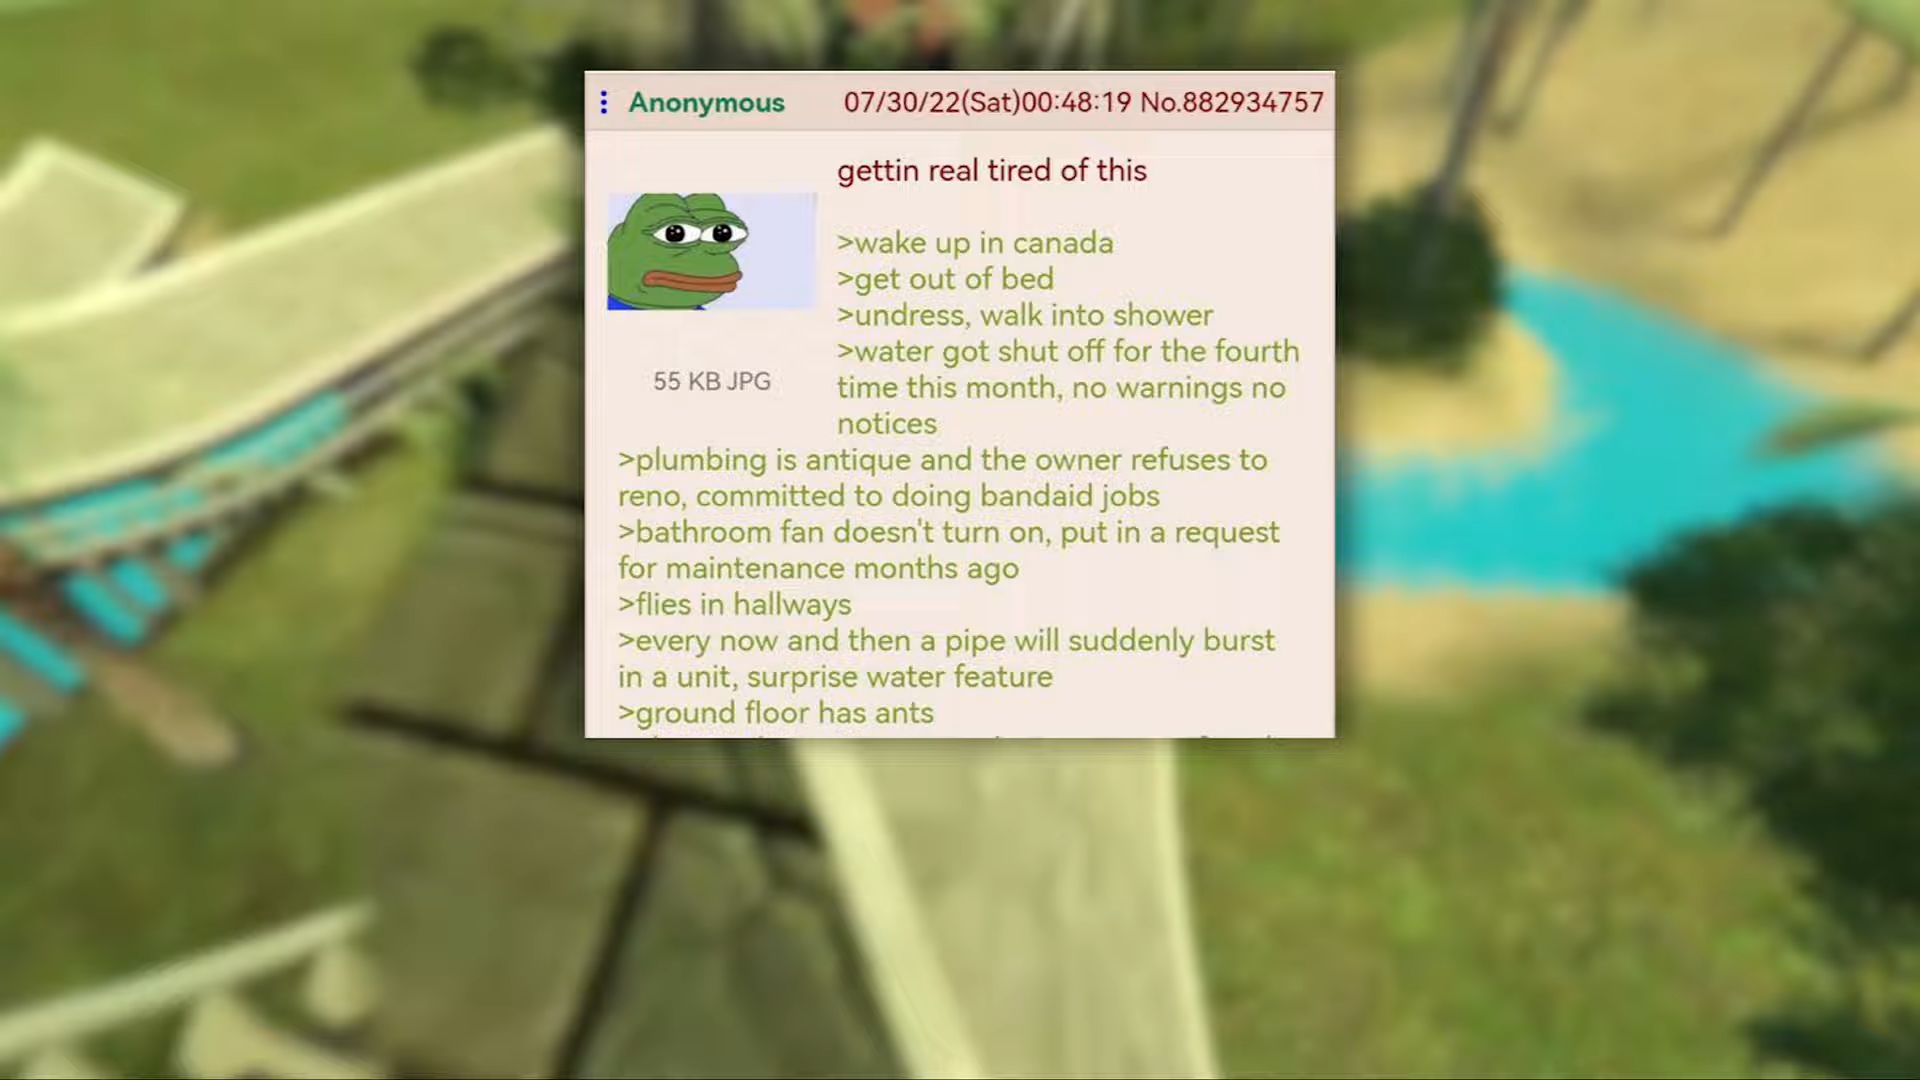 Anonymous 07/30/22(Sat)00:48:19 No.882934757
gettin real tired of this
>wake up in canada
>get out of bed
>undress, walk into shower
>water got shut off for the fourth
time this month, no warnings no
notices
55 KB JPG
>plumbing is antique and the owner refuses to
reno, committed to doing bandaid jobs
>bathroom fan doesn't turn on, put in a request
for maintenance months ago
>flies in hallways
>every now and then a pipe will suddenly burst
in a unit, surprise water feature
>ground floor has ants